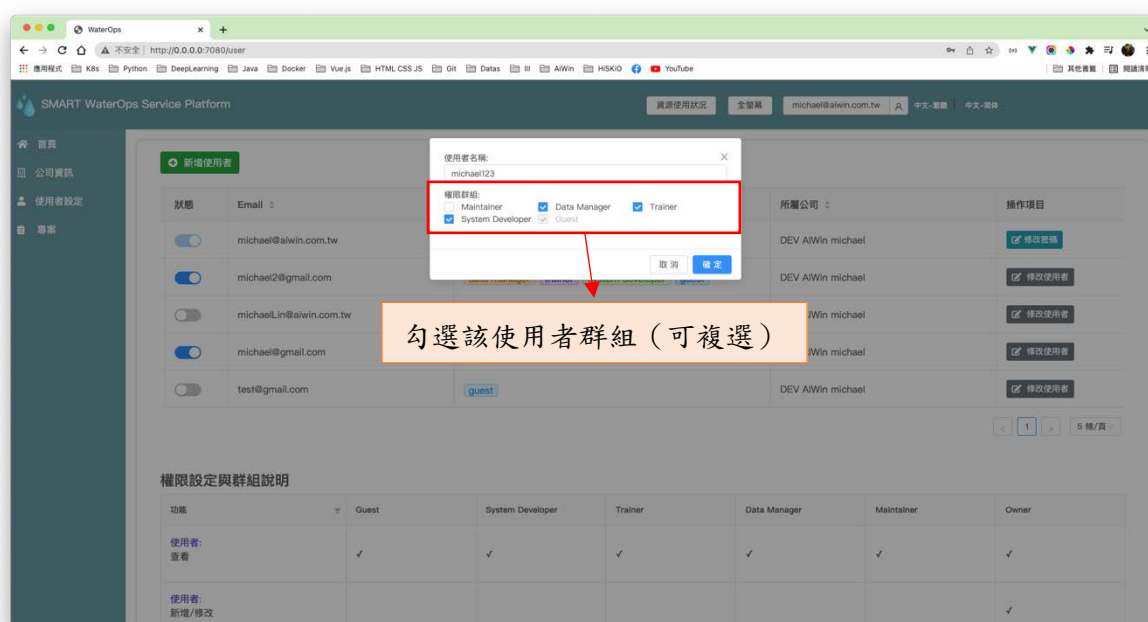 WaterOps
不安全 http://0.0.0.0:7080/user
應用程式 K8s Python DeepLearning Java Docker Vue.js HTML CSS JS Git Datas III AIWin HiSKIO YouTube 其他書籤 閱讀清單
SMART WaterOps Service Platform 資源使用狀況 全螢幕 michael@aiwin.com.tw 中文-繁體 中文-简体
首頁
公司資訊
使用者設定
專案
新增使用者
使用者名稱:
michael123
權限群組:
Maintainer Data Manager Trainer
System Developer Guest
取 消 確 定
狀態 Email 所屬公司 操作項目
michael@aiwin.com.tw DEV AIWin michael 修改密碼
michael2@gmail.com guest DEV AIWin michael 修改使用者
michaelLin@aiwin.com.tw AIWin michael 修改使用者
勾選該使用者群組（可複選）
michael@gmail.com AIWin michael 修改使用者
test@gmail.com guest DEV AIWin michael 修改使用者
1 5 條/頁
權限設定與群組說明
功能 Guest System Developer Trainer Data Manager Maintainer Owner
使用者:
查看 ✓ ✓ ✓ ✓ ✓ ✓
使用者:
新增/修改 ✓